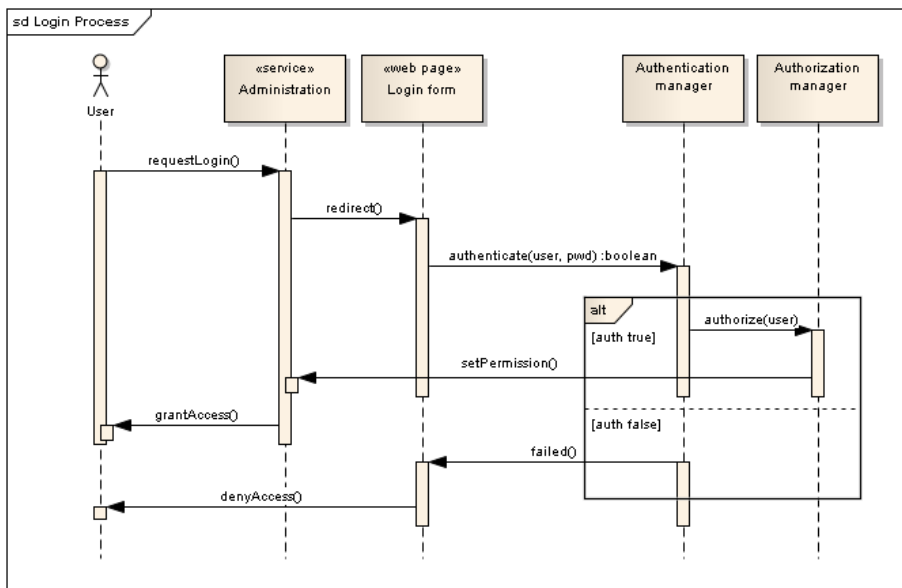 sd Login Process
User
«service»
Administration
«web page»
Login form
Authentication
manager
Authorization
manager
requestLogin()
redirect()
authenticate(user, pwd) :boolean
alt
authorize(user)
[auth true]
setPermission()
grantAccess()
[auth false]
failed()
denyAccess()